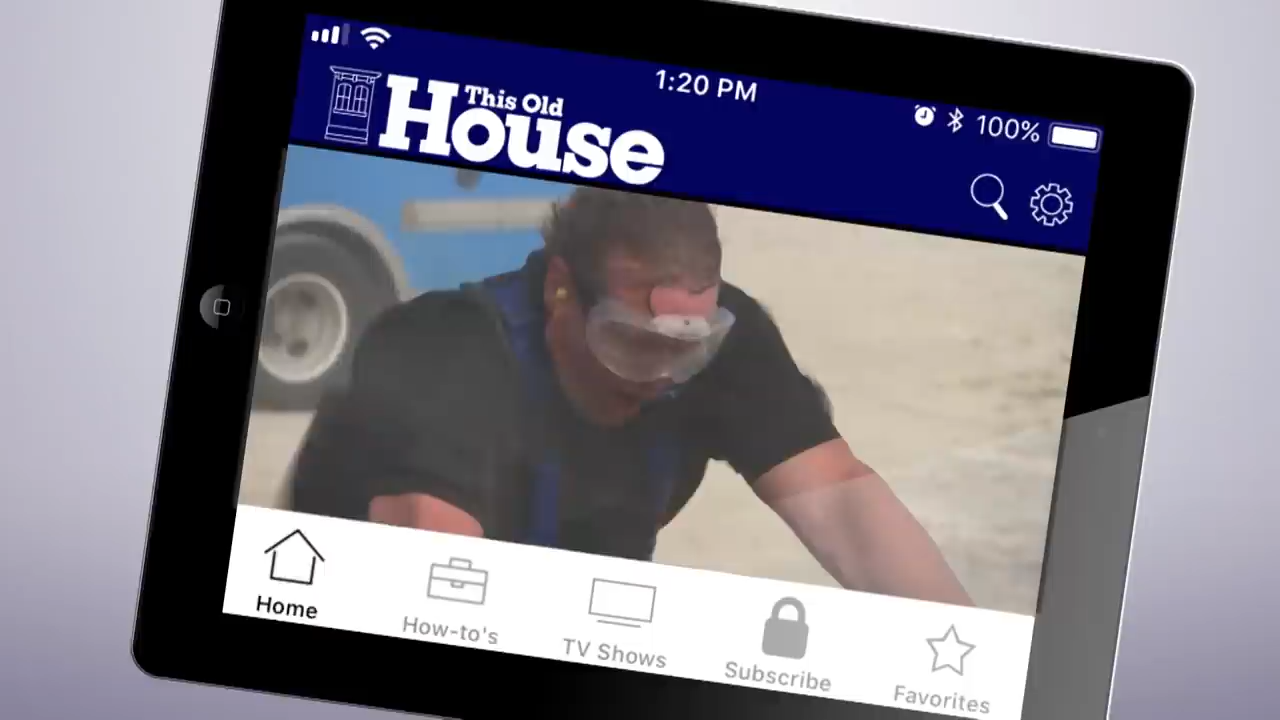 1:20 PM
100%
This Old
House
Home
How-to's
TV Shows
Subscribe
Favorites